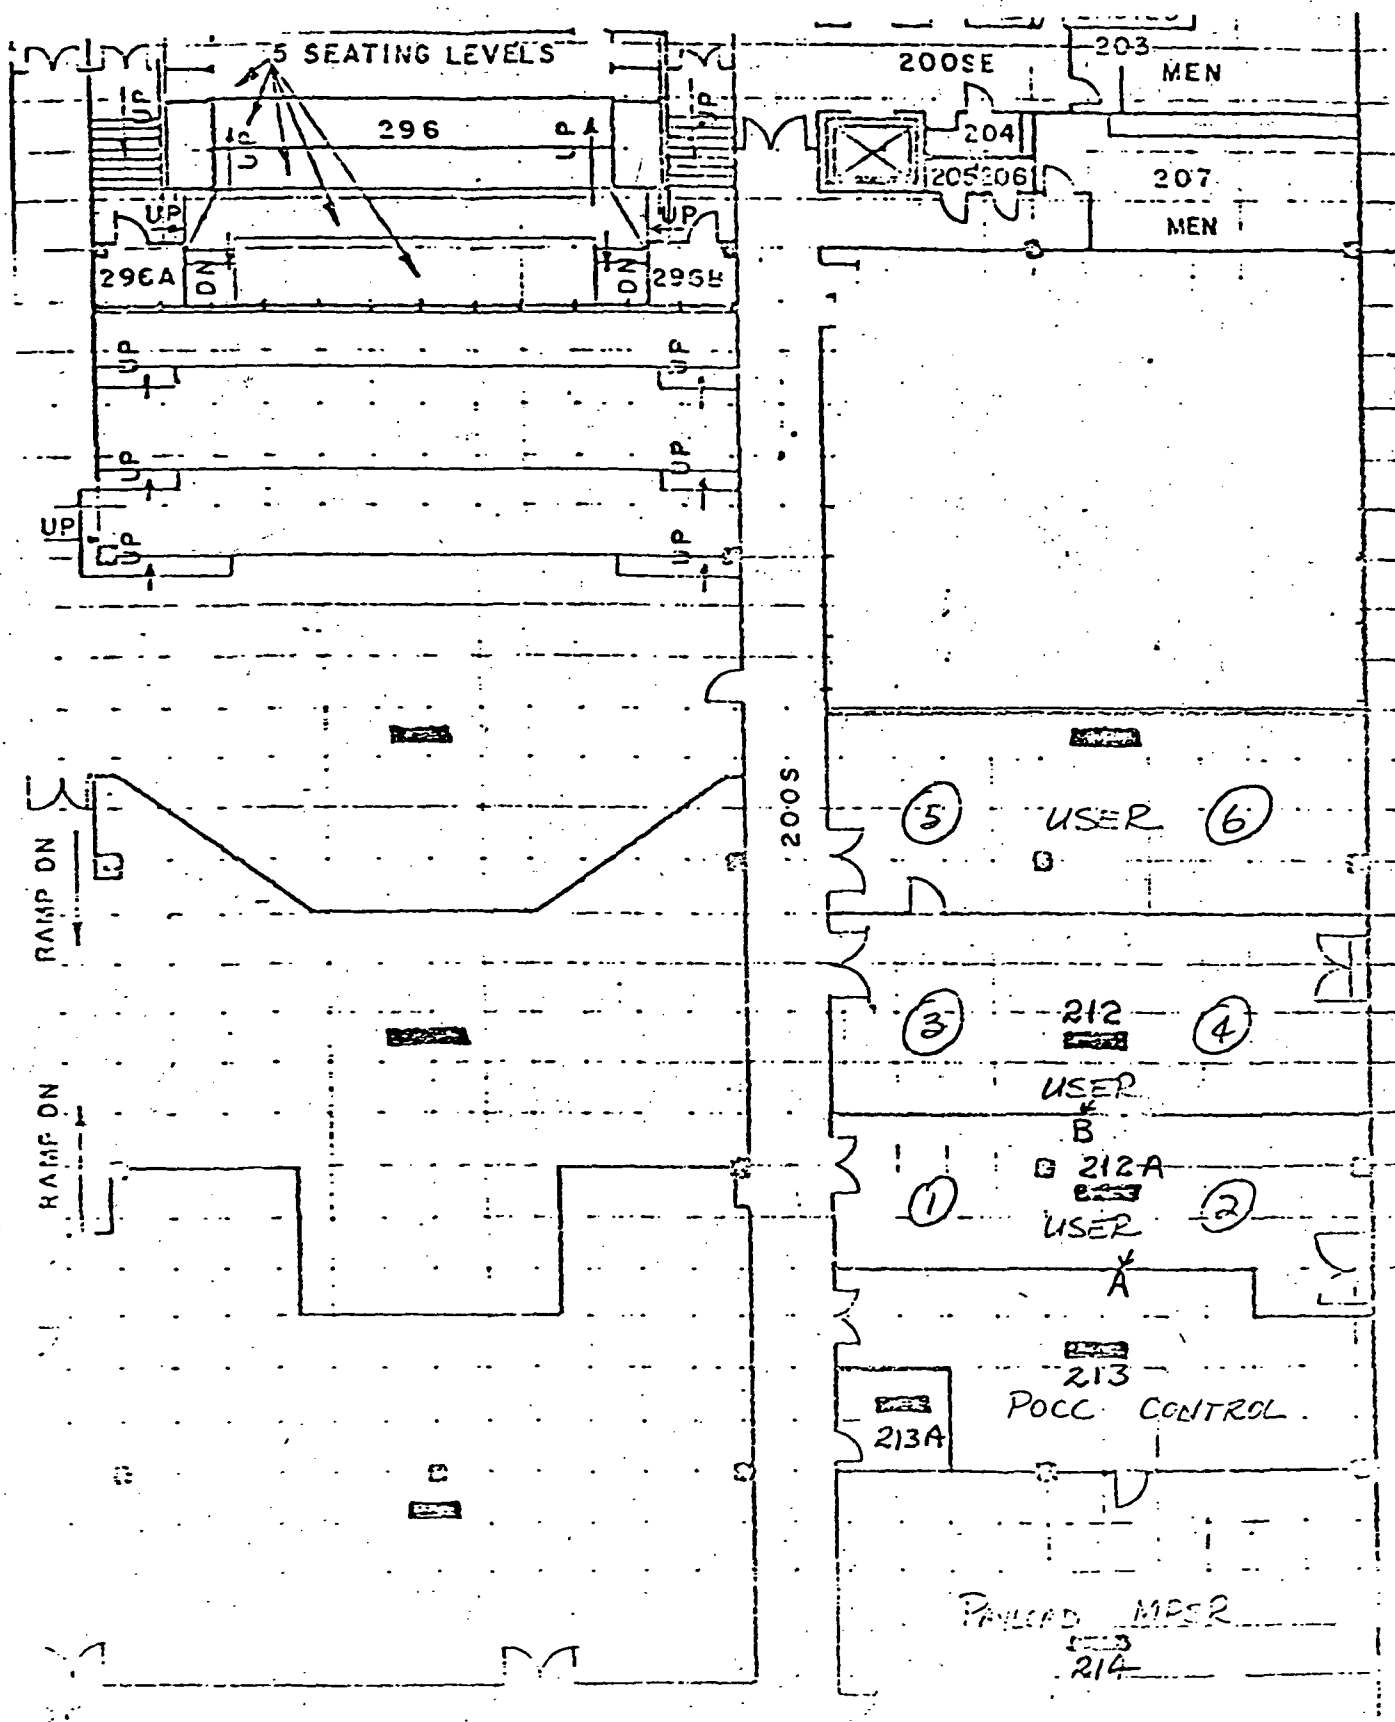 5 SEATING LEVELS
200SE
203
MEN
UP
UP
296
UP
UP
204
205
206
207
MEN
UP
UP
296A
DN
DN
296B
UP
UP
UP
UP
UP
UP
UP
200S
5
USER
6
RAMP DN
3
212
4
USER
B
RAMP DN
212A
1
2
USER
A
213
POCC CONTROL
213A
PAYLOAD MPSR
214